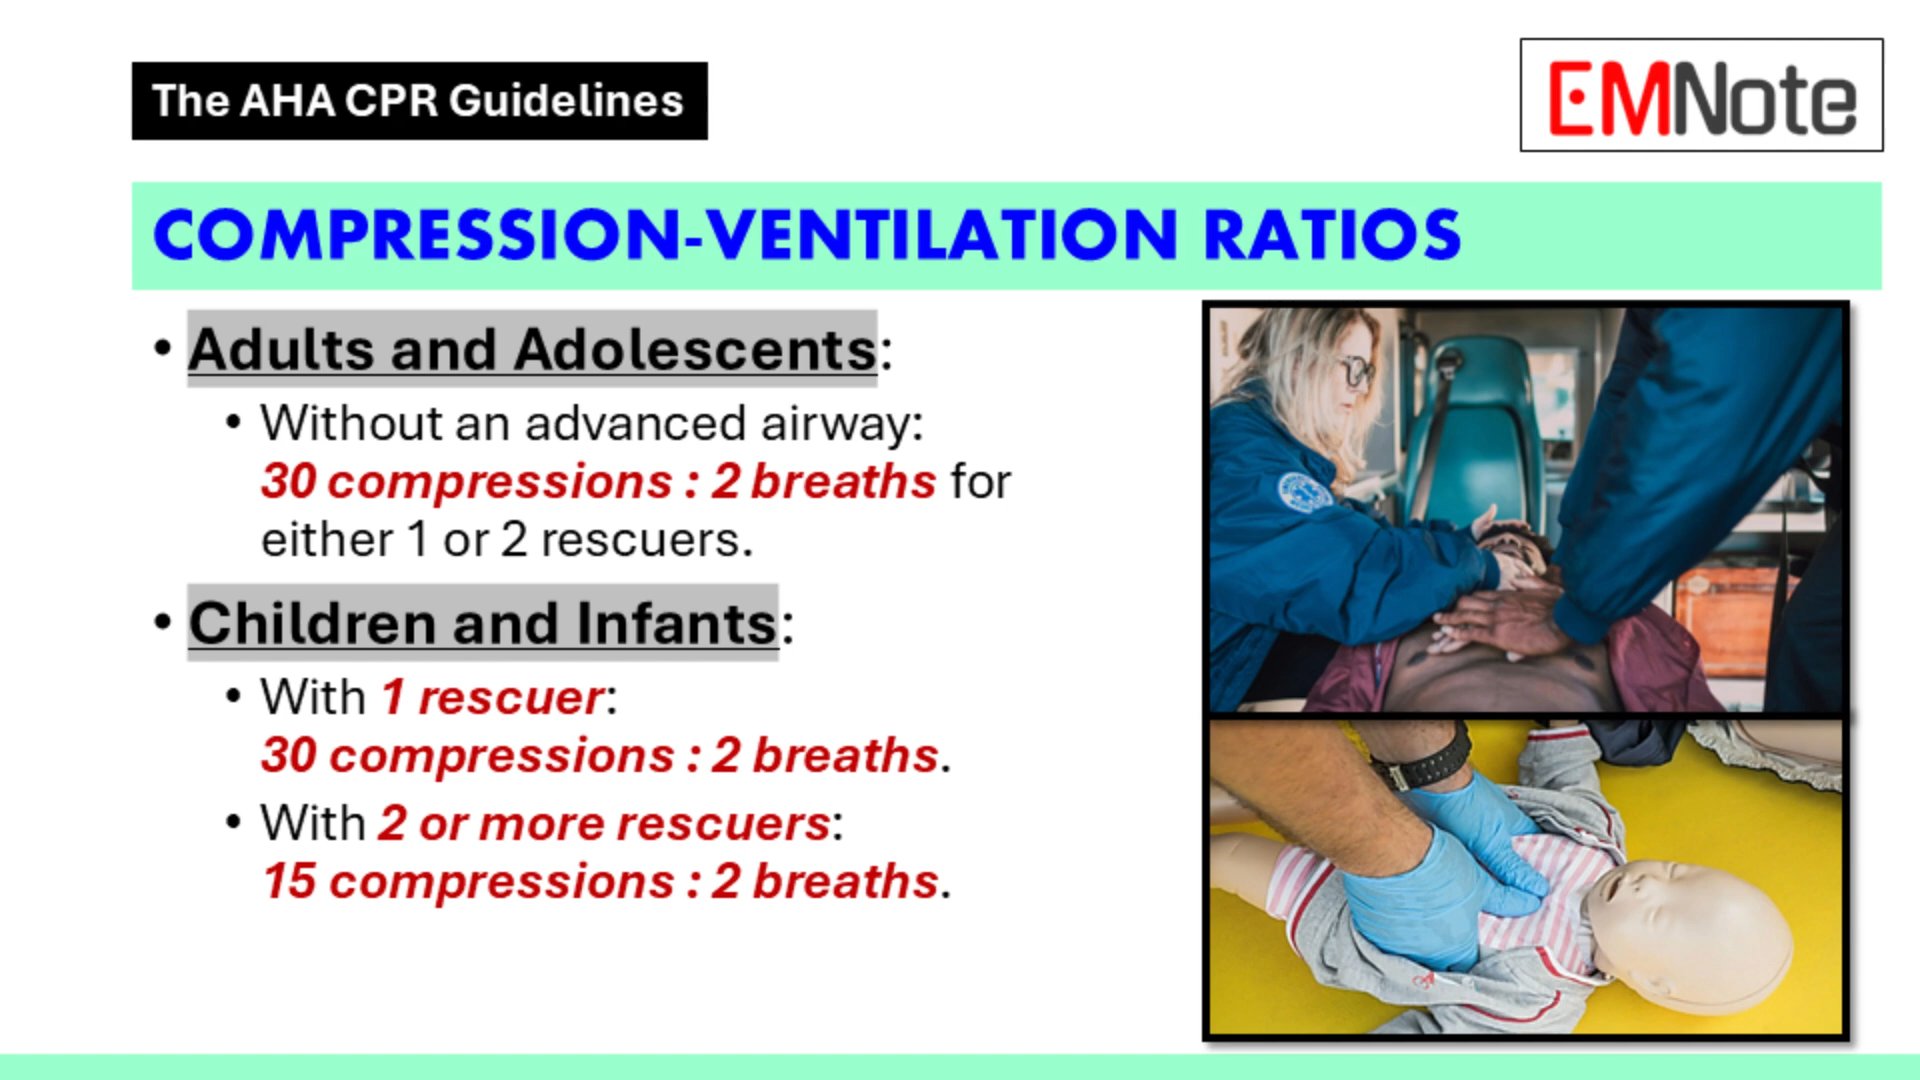 The AHA CPR Guidelines
EMNote
COMPRESSION-VENTILATION RATIOS
• Adults and Adolescents:
• Without an advanced airway:
30 compressions : 2 breaths for
either 1 or 2 rescuers.
• Children and Infants:
• With 1 rescuer:
30 compressions : 2 breaths.
• With 2 or more rescuers:
15 compressions : 2 breaths.